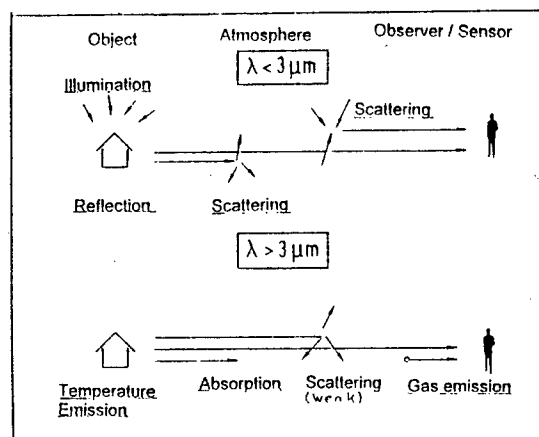 Object Atmosphere Observer / Sensor
λ < 3 µm
Illumination
Scattering
Reflection Scattering
λ > 3 µm
Temperature Emission Absorption Scattering (weak) Gas emission